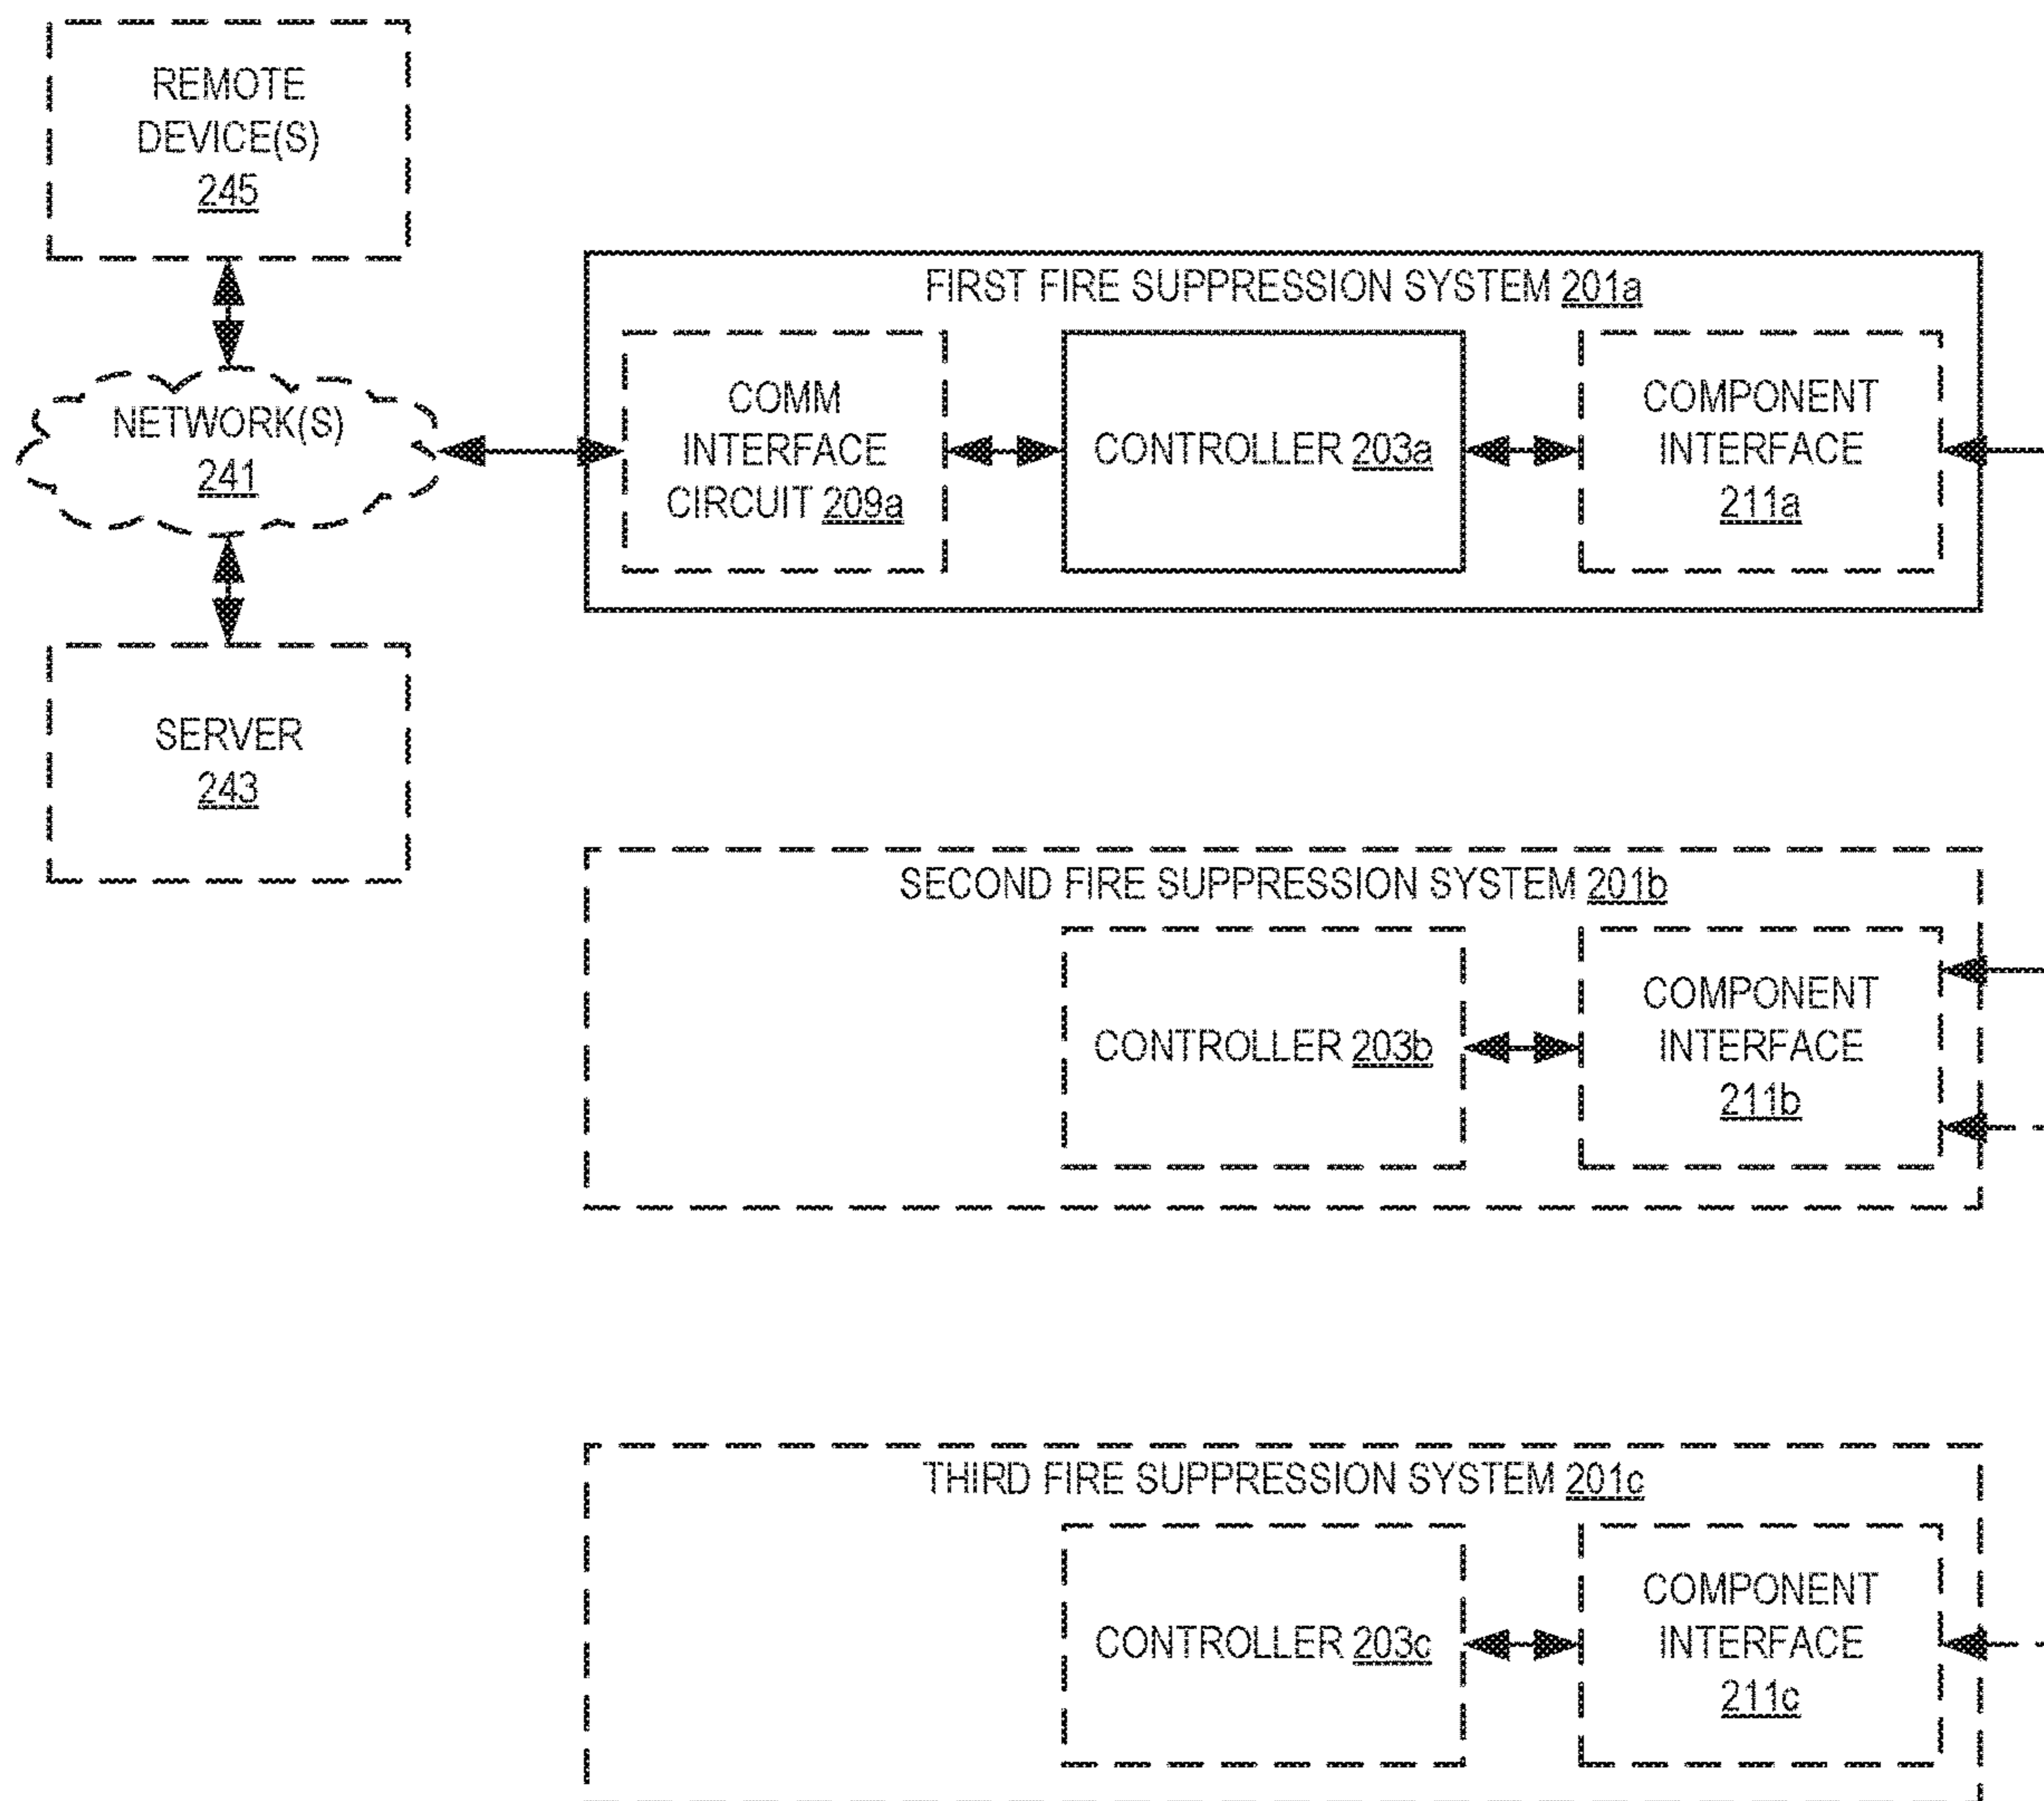 REMOTE
DEVICE(S)
245
NETWORK(S)
241
SERVER
243
FIRST FIRE SUPPRESSION SYSTEM 201a
COMM
INTERFACE
CIRCUIT 209a
CONTROLLER 203a
COMPONENT
INTERFACE
211a
SECOND FIRE SUPPRESSION SYSTEM 201b
CONTROLLER 203b
COMPONENT
INTERFACE
211b
THIRD FIRE SUPPRESSION SYSTEM 201c
CONTROLLER 203c
COMPONENT
INTERFACE
211c